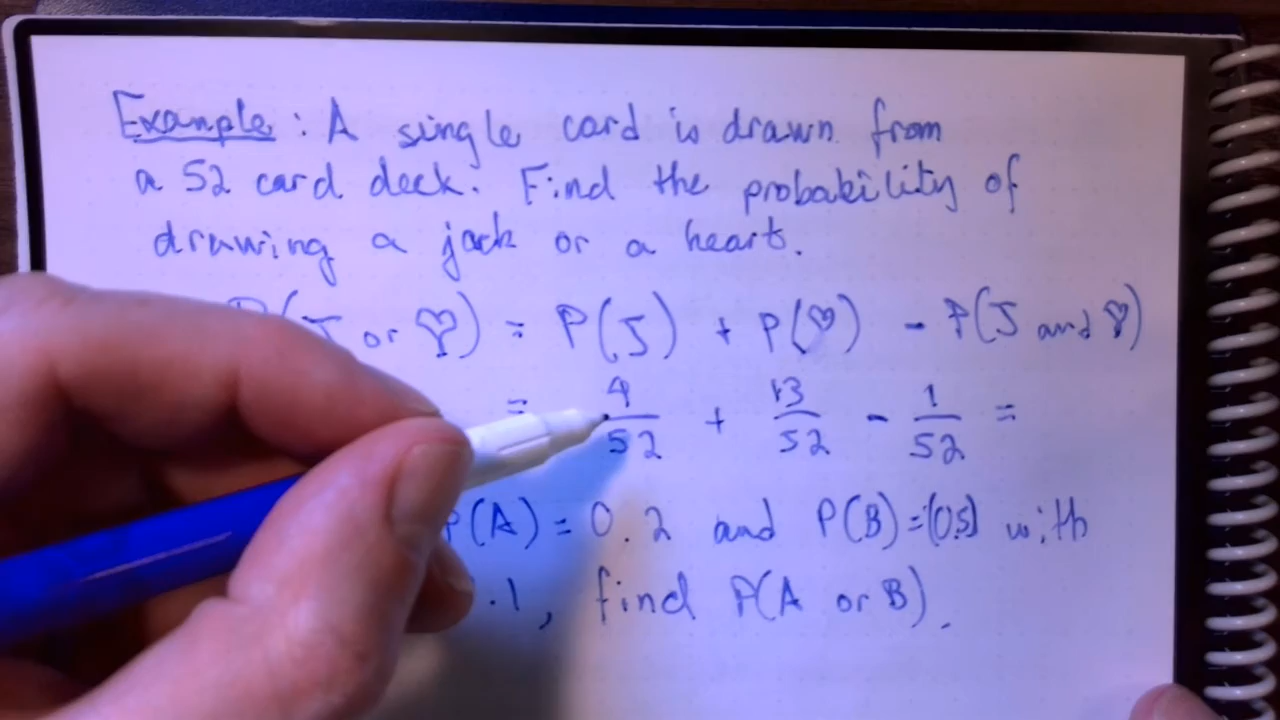 Example: A single card is drawn from
a 52 card deck. Find the probability of
drawing a jack or a heart.
P(J or ♡) = P(J) + P(♡) - P(J and ♡)
= 4/52 + 13/52 - 1/52 =
P(A) = 0.2 and P(B) = (0.5) with
.1, find P(A or B).